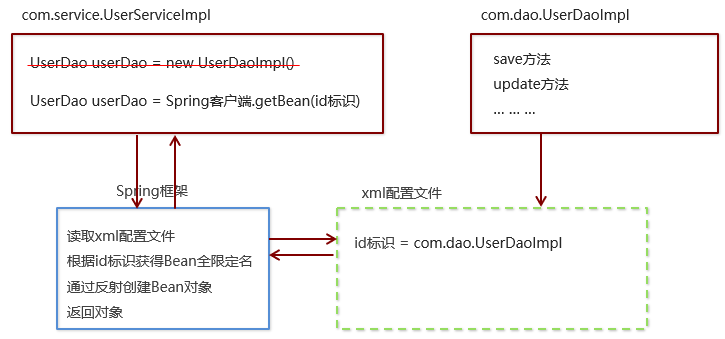 com.service.UserServiceImpl
com.dao.UserDaoImpl
UserDao userDao = new UserDaoImpl()
UserDao userDao = Spring客户端.getBean(id标识)
save方法
update方法
... ... ...
Spring框架
xml配置文件
读取xml配置文件
根据id标识获得Bean全限定名
通过反射创建Bean对象
返回对象
id标识 = com.dao.UserDaoImpl